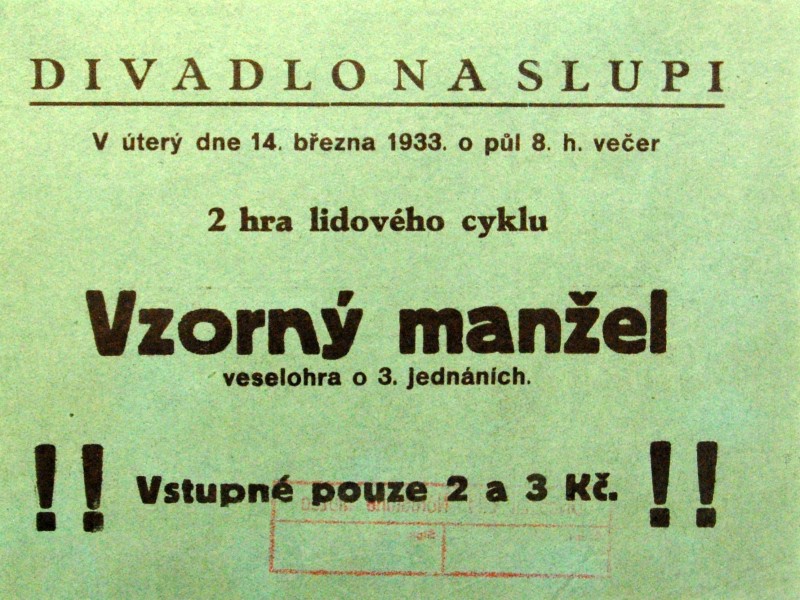 DIVADLO NA SLUPI
V úterý dne 14. března 1933. o půl 8. h. večer
2 hra lidového cyklu
Vzorný manžel
veselohra o 3. jednáních.
!! Vstupné pouze 2 a 3 Kč. !!